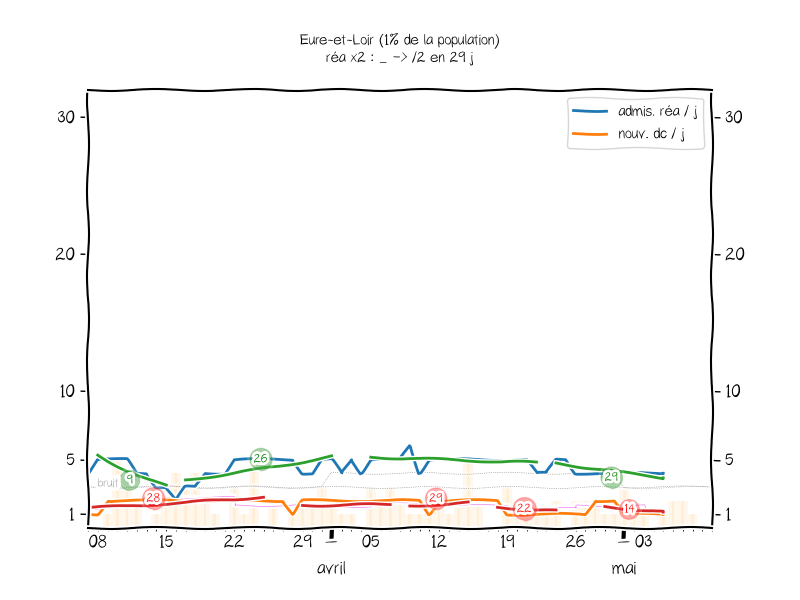 Eure-et-Loir (1% de la population)
réa x2 : _ -> /2 en 29 j
admis. réa / j
nouv. dc / j
30
30
20
20
10
10
5
5
1
1
bruit
9
26
29
28
29
22
14
08 15 22 29 _ 05 12 19 26 _ 03
avril mai